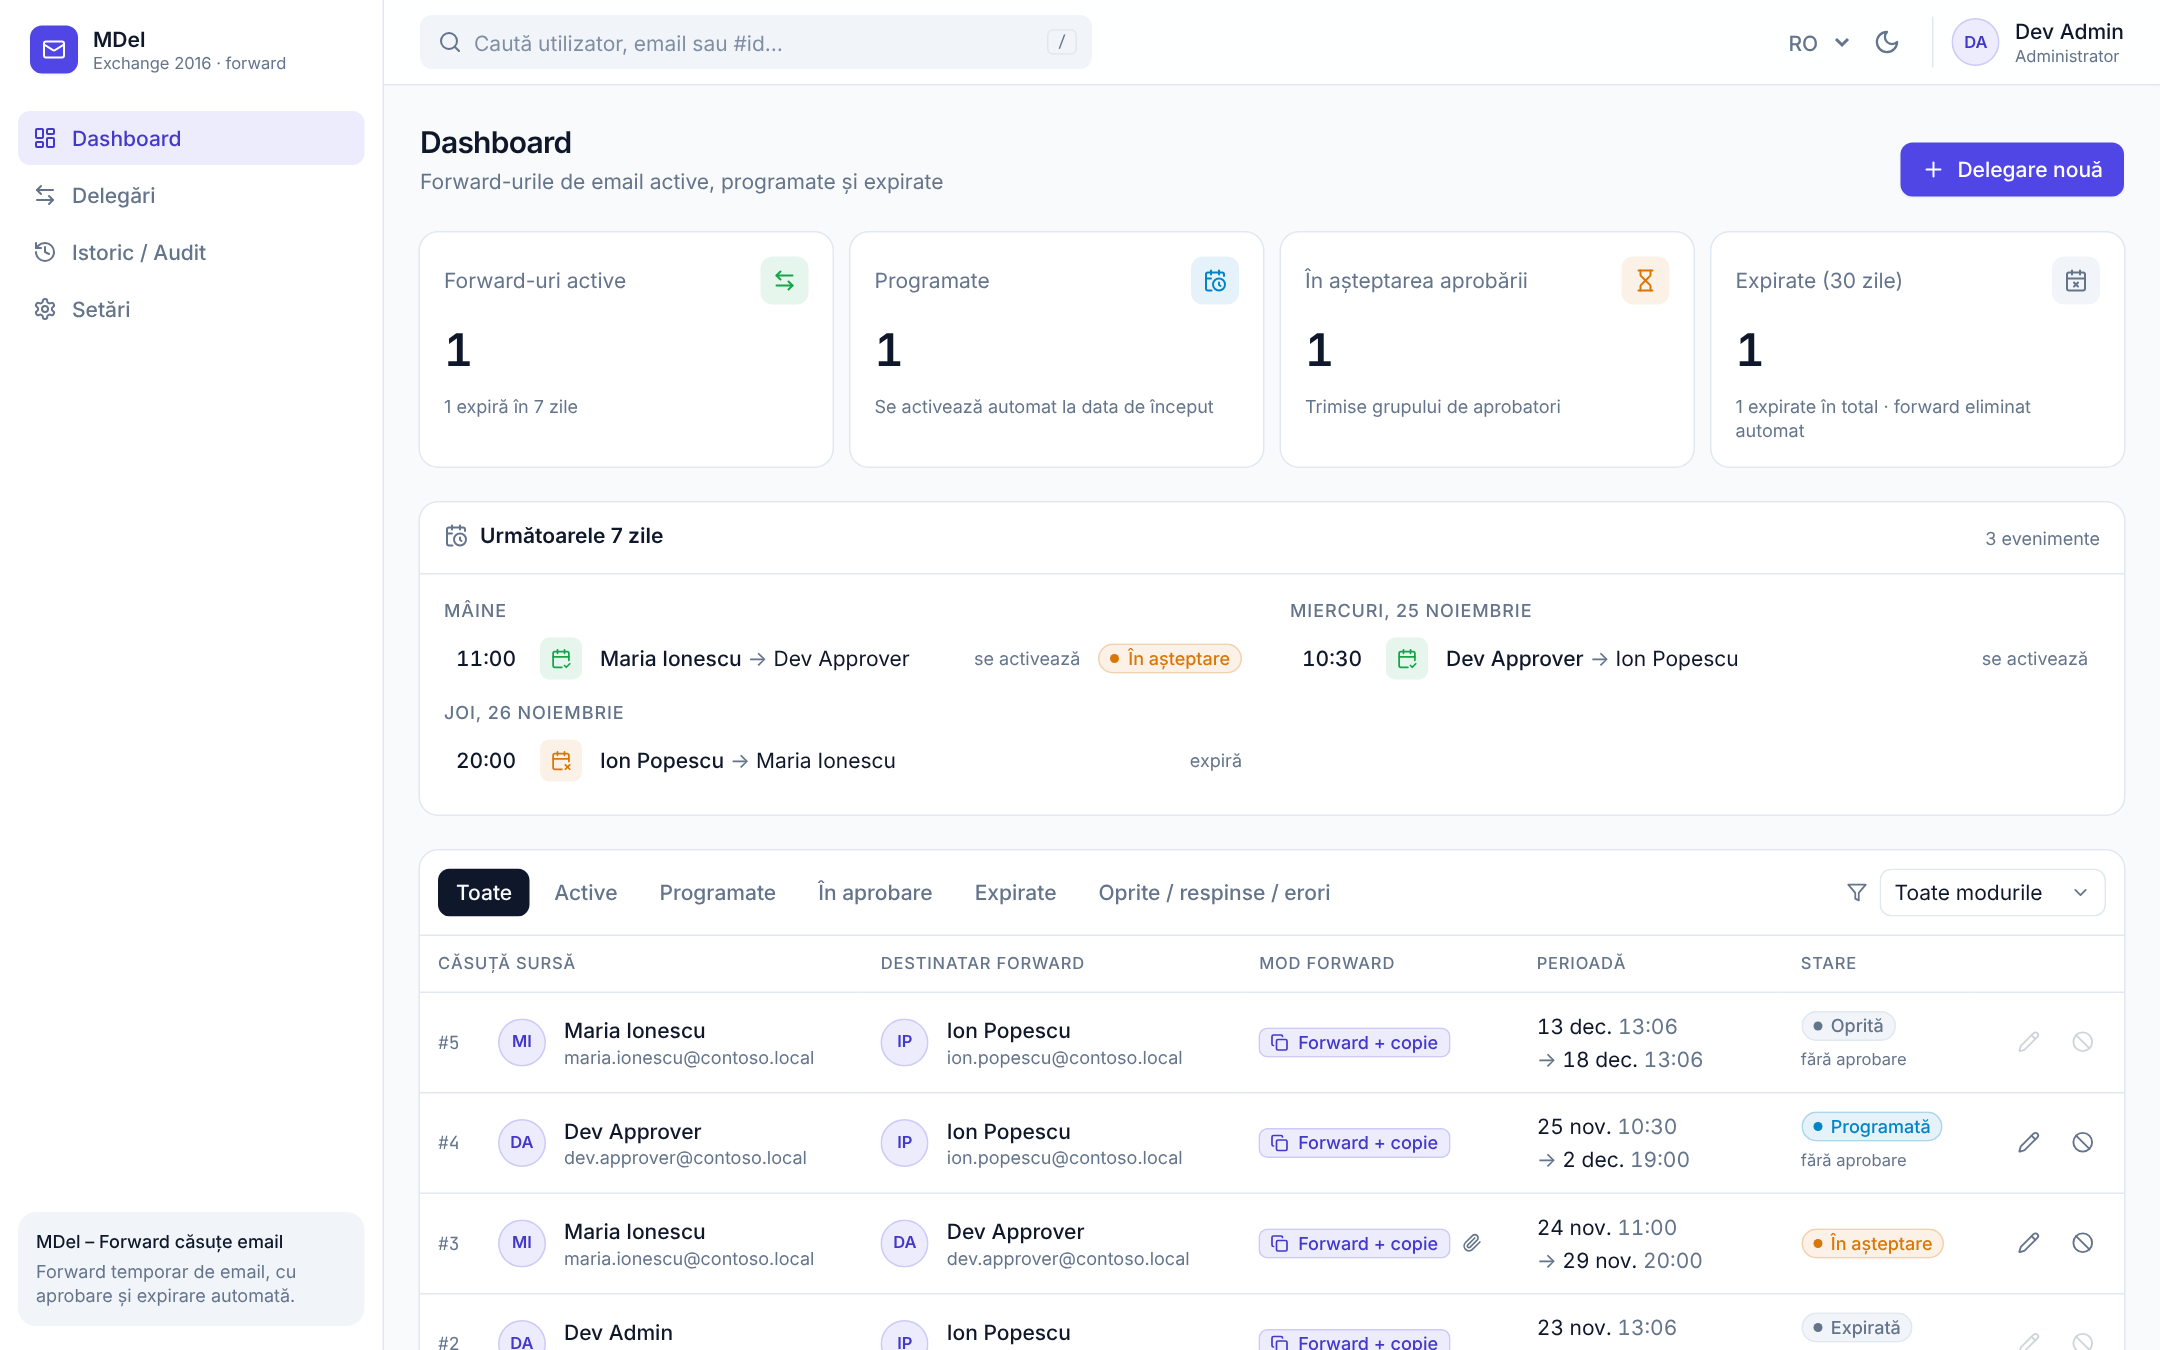 MDel
Exchange 2016 · forward
Dashboard
Delegări
Istoric / Audit
Setări
MDel – Forward căsuțe email
Forward temporar de email, cu
aprobare și expirare automată.
Caută utilizator, email sau #id...
/
RO
DA
Dev Admin
Administrator
Dashboard
Forward-urile de email active, programate și expirate
Delegare nouă
Forward-uri active
1
1 expiră în 7 zile
Programate
1
Se activează automat la data de început
În așteptarea aprobării
1
Trimise grupului de aprobatori
Expirate (30 zile)
1
1 expirate în total · forward eliminat
automat
Următoarele 7 zile
3 evenimente
MÂINE
11:00 Maria Ionescu → Dev Approver se activează În așteptare
MIERCURI, 25 NOIEMBRIE
10:30 Dev Approver → Ion Popescu se activează
JOI, 26 NOIEMBRIE
20:00 Ion Popescu → Maria Ionescu expiră
Toate Active Programate În aprobare Expirate Oprite / respinse / erori
Toate modurile
CĂSUȚĂ SURSĂ DESTINATAR FORWARD MOD FORWARD PERIOADĂ STARE
#5 MI Maria Ionescu
maria.ionescu@contoso.local
IP Ion Popescu
ion.popescu@contoso.local
Forward + copie
13 dec. 13:06
→ 18 dec. 13:06
Oprită
fără aprobare
#4 DA Dev Approver
dev.approver@contoso.local
IP Ion Popescu
ion.popescu@contoso.local
Forward + copie
25 nov. 10:30
→ 2 dec. 19:00
Programată
fără aprobare
#3 MI Maria Ionescu
maria.ionescu@contoso.local
DA Dev Approver
dev.approver@contoso.local
Forward + copie
24 nov. 11:00
→ 29 nov. 20:00
În așteptare
#2 DA Dev Admin
IP Ion Popescu
Forward + copie
23 nov. 13:06
Expirată